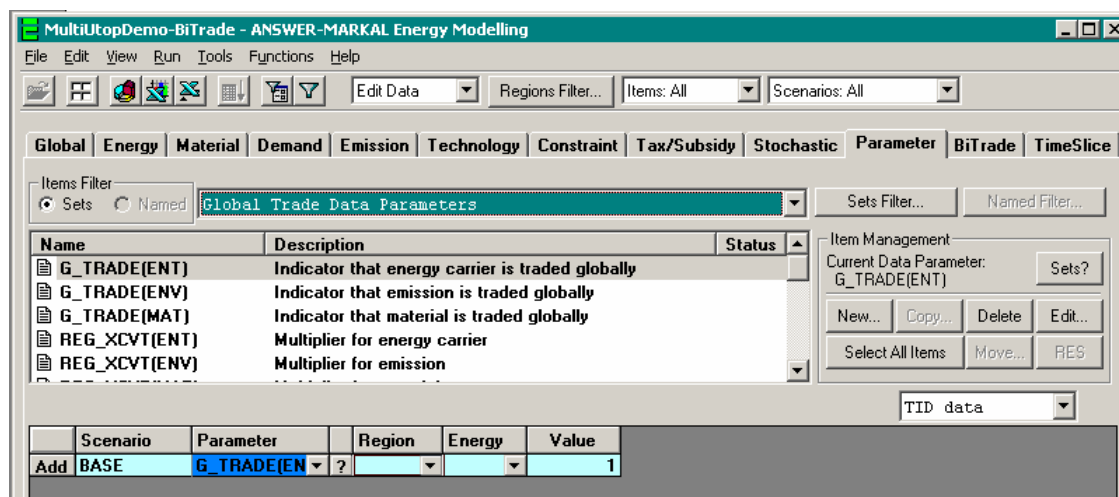 MultiUtopDemo-BiTrade - ANSWER-MARKAL Energy Modelling
File Edit View Run Tools Functions Help
Edit Data Regions Filter... Items: All Scenarios: All
Global Energy Material Demand Emission Technology Constraint Tax/Subsidy Stochastic Parameter BiTrade TimeSlice
Items Filter
Sets Named Global Trade Data Parameters Sets Filter... Named Filter...
Name Description Status
G_TRADE(ENT) Indicator that energy carrier is traded globally
G_TRADE(ENV) Indicator that emission is traded globally
G_TRADE(MAT) Indicator that material is traded globally
REG_XCVT(ENT) Multiplier for energy carrier
REG_XCVT(ENV) Multiplier for emission
Item Management
Current Data Parameter:
G_TRADE(ENT)
Sets?
New... Copy... Delete Edit...
Select All Items Move... RES
TID data
Scenario Parameter Region Energy Value
Add BASE G_TRADE(EN ? 1